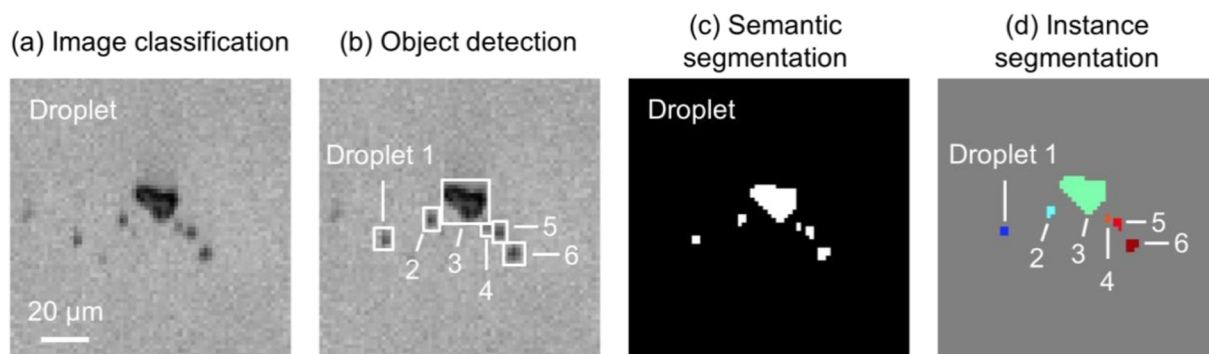 (a) Image classification
(b) Object detection
(c) Semantic
segmentation
(d) Instance
segmentation
Droplet
20 µm
Droplet 1
2
3
4
5
6
Droplet
Droplet 1
2
3
4
5
6